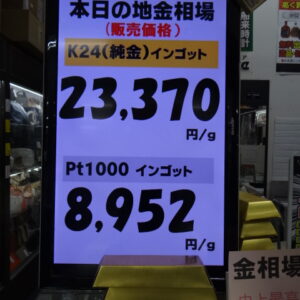 本日の地金相場
(販売価格)
K24(純金)インゴット
23,370
円/g
Pt1000 インゴット
8,952
円/g
金相場